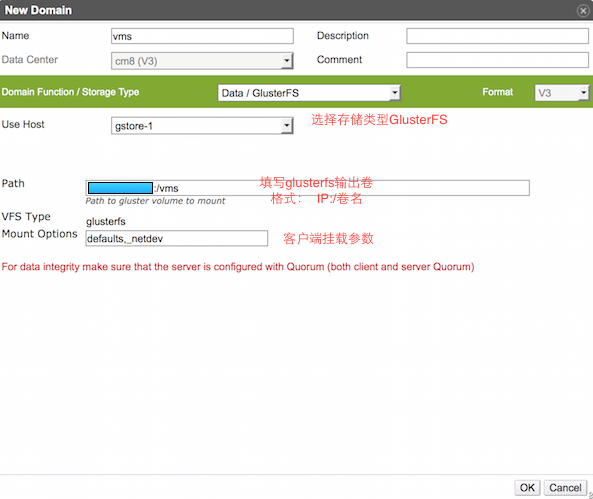 New Domain
Name vms Description
Data Center cm8 (V3) Comment
Domain Function / Storage Type Data / GlusterFS Format V3
Use Host gstore-1 选择存储类型GlusterFS
Path :/vms 填写glusterfs输出卷
Path to gluster volume to mount 格式： IP:/卷名
VFS Type glusterfs
Mount Options defaults,_netdev 客户端挂载参数
For data integrity make sure that the server is configured with Quorum (both client and server Quorum)
OK Cancel